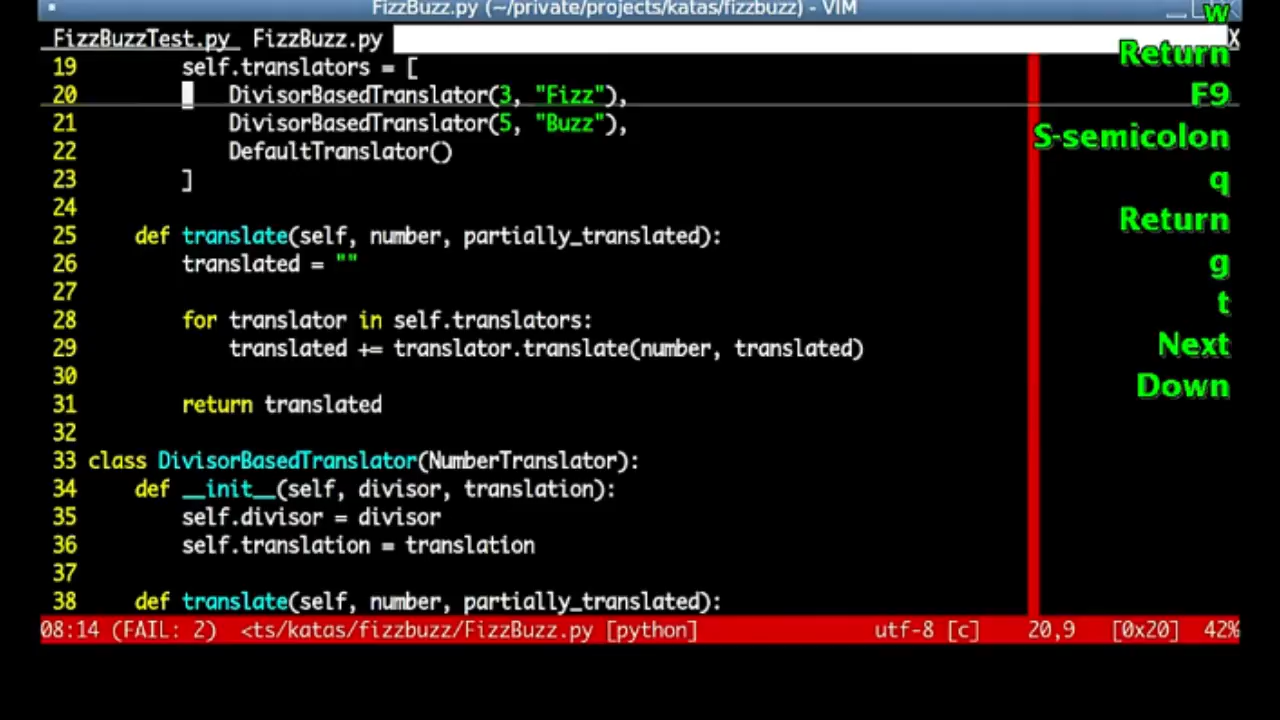 FizzBuzz.py (~/private/projects/katas/fizzbuzz) - VIM
FizzBuzzTest.py  FizzBuzz.py X
19         self.translators = [
20             DivisorBasedTranslator(3, "Fizz"),
21             DivisorBasedTranslator(5, "Buzz"),
22             DefaultTranslator()
23         ]
24
25     def translate(self, number, partially_translated):
26         translated = ""
27
28         for translator in self.translators:
29             translated += translator.translate(number, translated)
30
31         return translated
32
33 class DivisorBasedTranslator(NumberTranslator):
34     def __init__(self, divisor, translation):
35         self.divisor = divisor
36         self.translation = translation
37
38     def translate(self, number, partially_translated):
08:14 (FAIL: 2)  <ts/katas/fizzbuzz/FizzBuzz.py [python] utf-8 [c] 20,9 [0x20] 42%
w
Return
F9
S-semicolon
q
Return
g
t
Next
Down